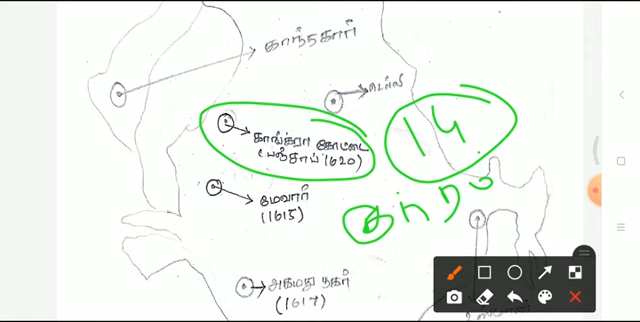 காந்தகார்
டெல்லி
காங்க்ரா கோட்டை
(பஞ்சாப் 1620)
14
மேவார்
(1615)
அகமது நகர்
(1617)